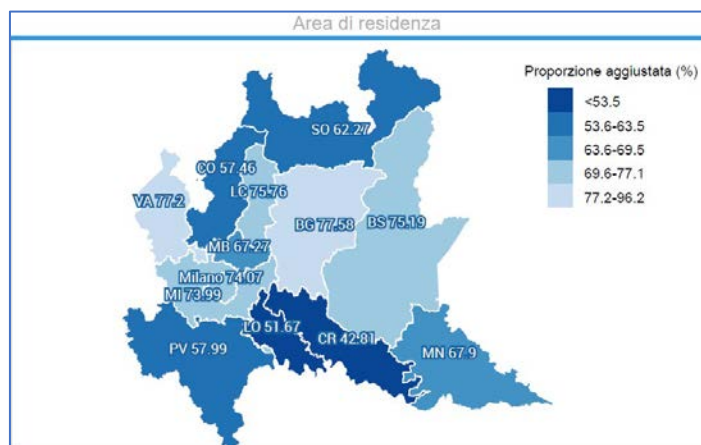 Area di residenza
Proporzione aggiustata (%)
<53.5
53.6-63.5
63.6-69.5
69.6-77.1
77.2-96.2
SO 62.27
CO 57.46
LC 75.76
VA 77.2
BG 77.58
BS 75.19
MB 67.27
Milano 74.07
MI 73.99
LO 51.67
CR 42.81
PV 57.99
MN 67.9